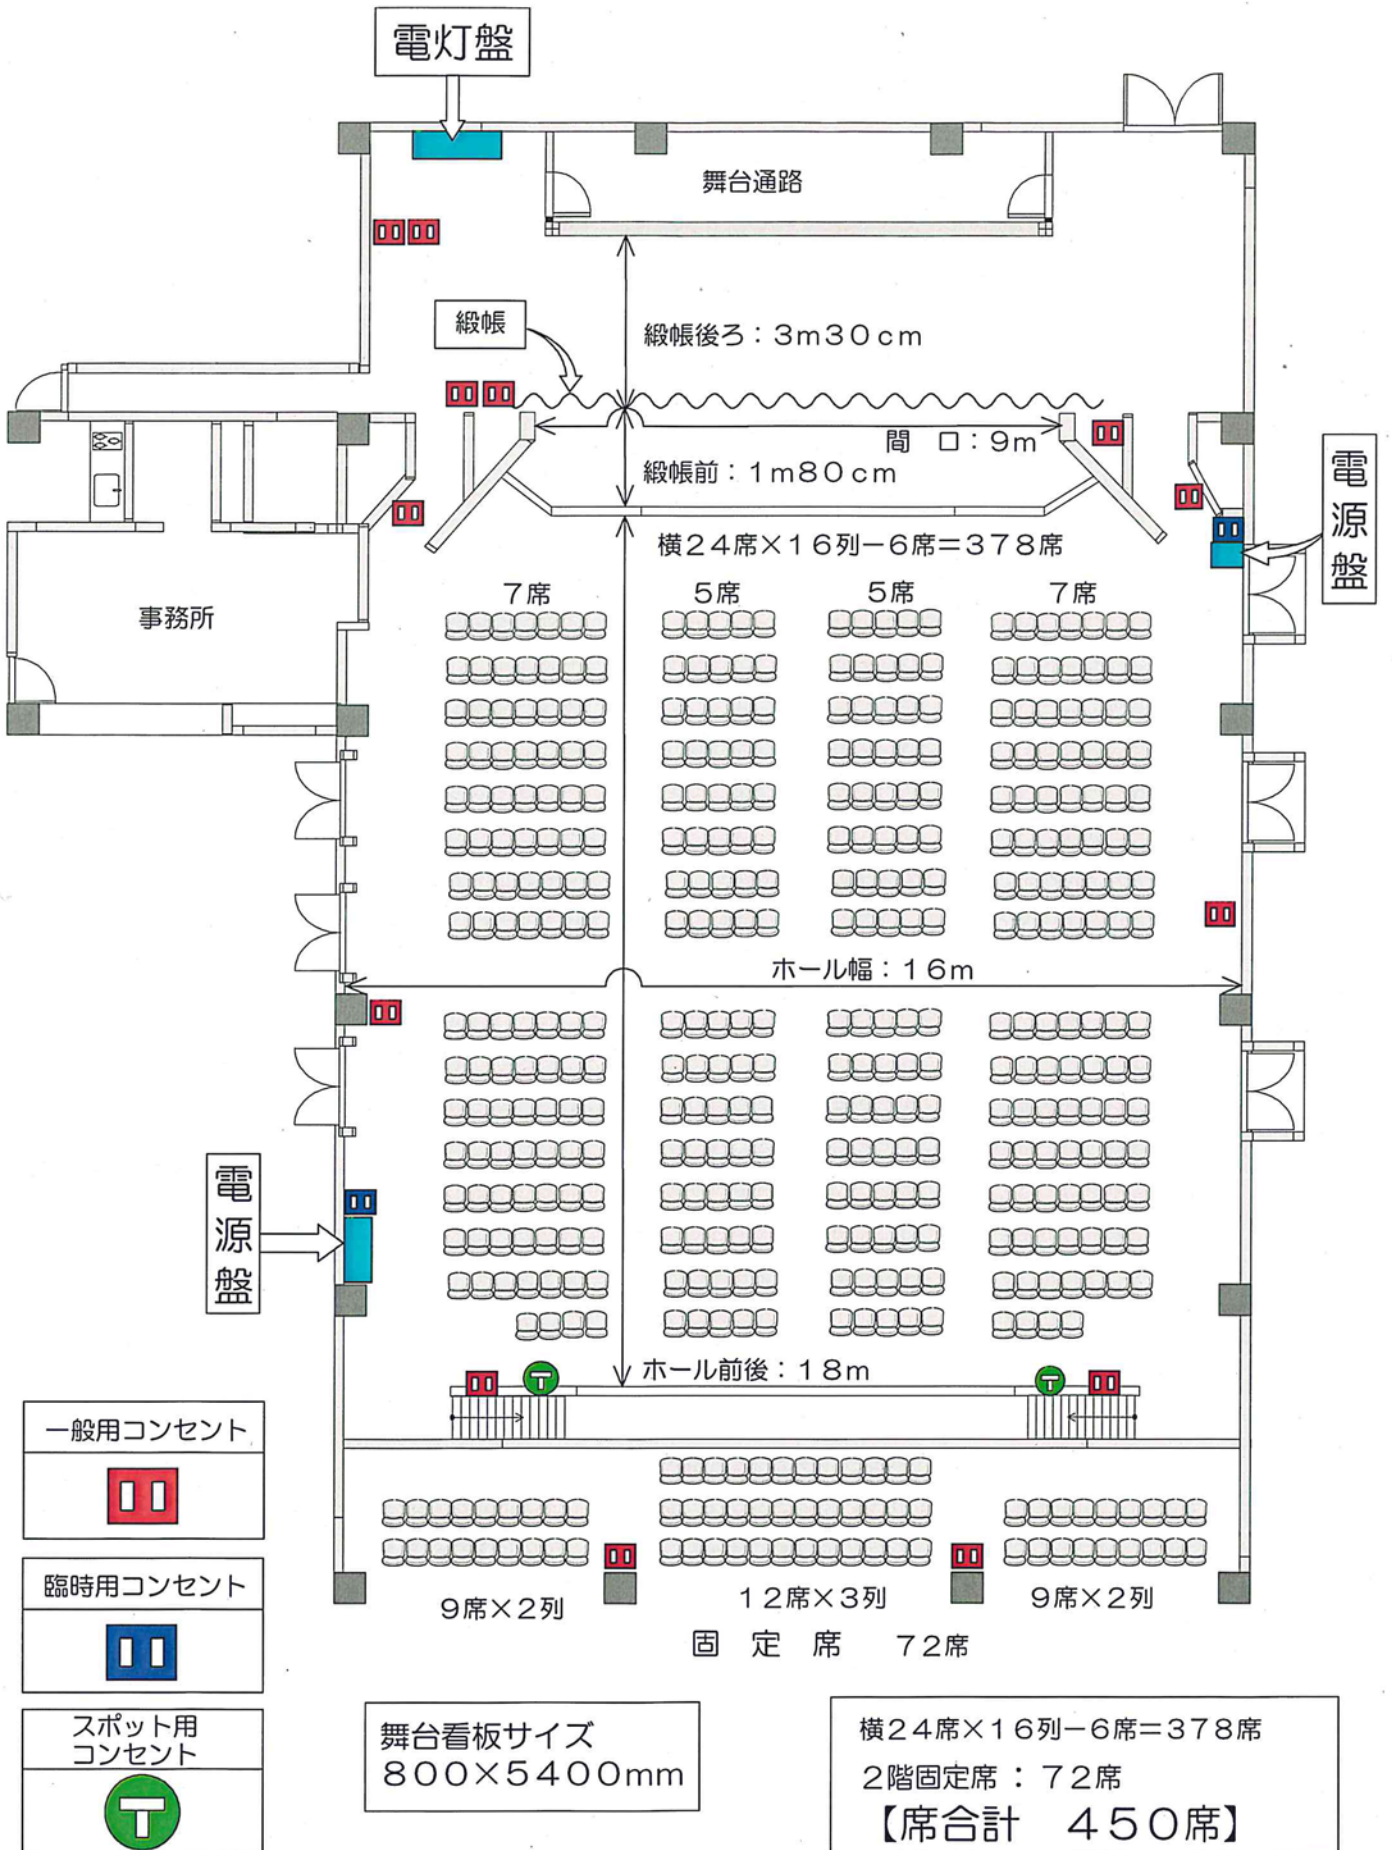 電灯盤
舞台通路
緞帳
緞帳後ろ：3m30cm
間　口：9m
緞帳前：1m80cm
電源盤
横24席×16列−6席＝378席
7席
5席
5席
7席
事務所
ホール幅：16m
電源盤
ホール前後：18m
一般用コンセント
臨時用コンセント
スポット用
コンセント
9席×2列
12席×3列
9席×2列
固　定　席　72席
舞台看板サイズ
800×5400mm
横24席×16列−6席＝378席
2階固定席：72席
【席合計　450席】